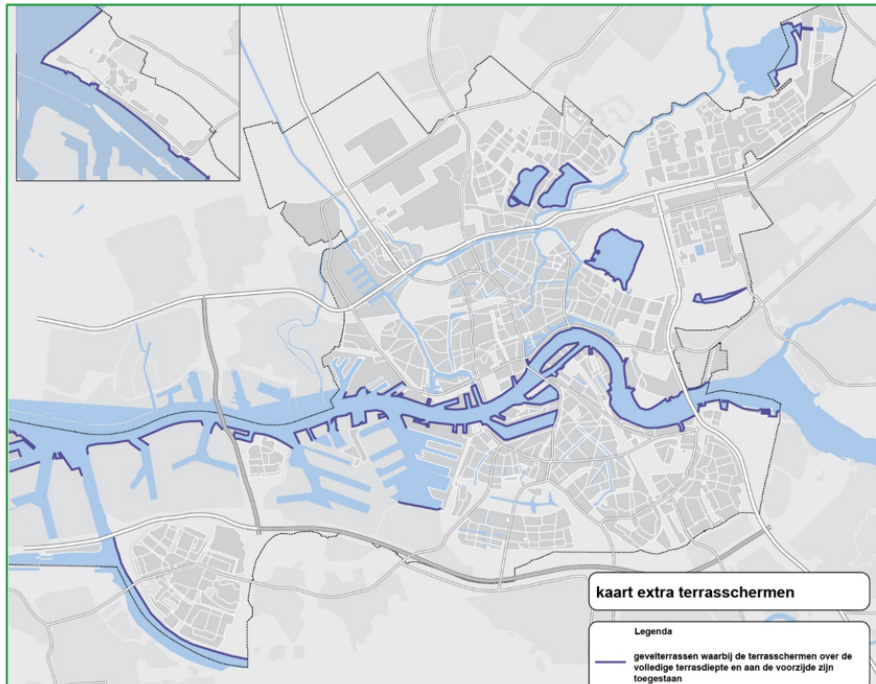 kaart extra terrasschermen
Legenda
gevelterrassen waarbij de terrasschermen over de
volledige terrasdiepte en aan de voorzijde zijn
toegestaan